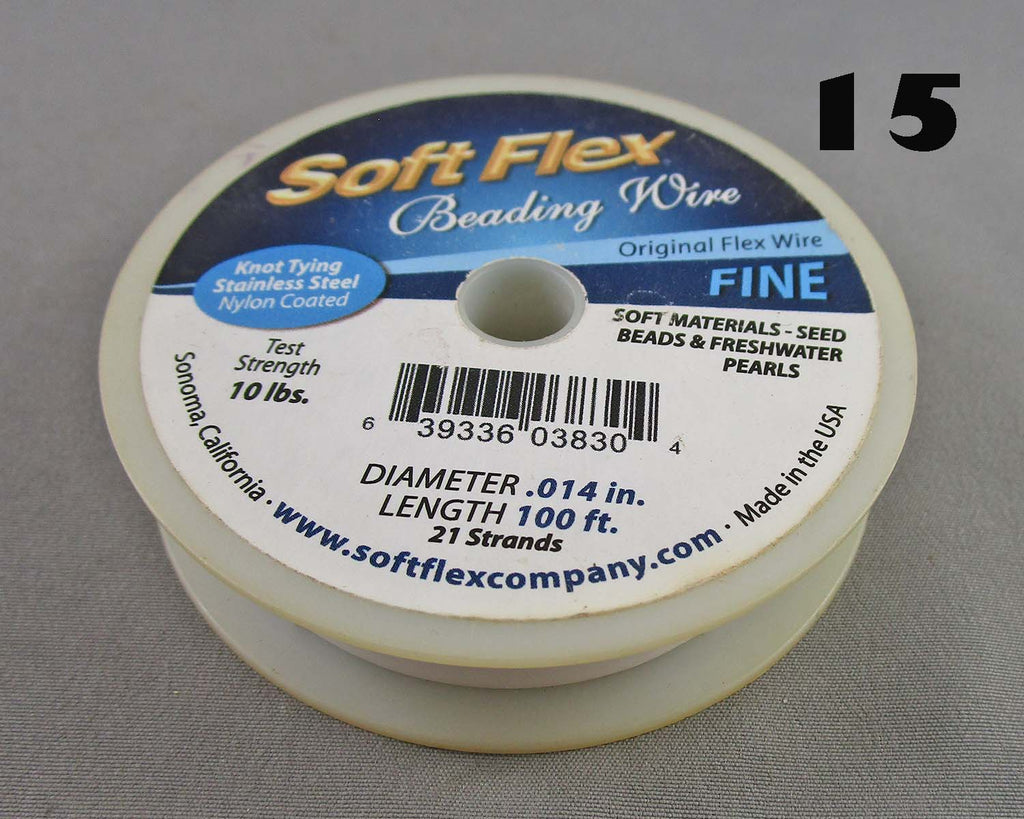 15
Soft Flex
Beading Wire
Original Flex Wire
FINE
Knot Tying
Stainless Steel
Nylon Coated
SOFT MATERIALS - SEED
BEADS & FRESHWATER
PEARLS
Test
Strength
10 lbs.
6 39336 03830 4
DIAMETER .014 in.
LENGTH 100 ft.
21 Strands
Sonoma, California · www.softflexcompany.com · Made in the USA